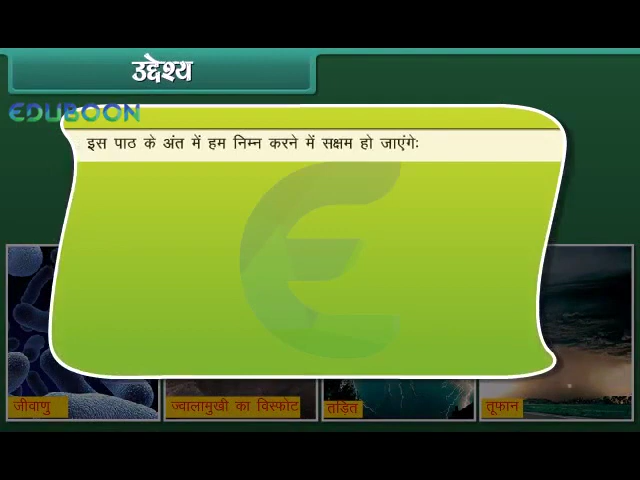 उद्देश्य
EDUBOON
इस पाठ के अंत में हम निम्न करने में सक्षम हो जाएंगे:
जीवाणु
ज्वालामुखी का विस्फोट
तड़ित
तूफान